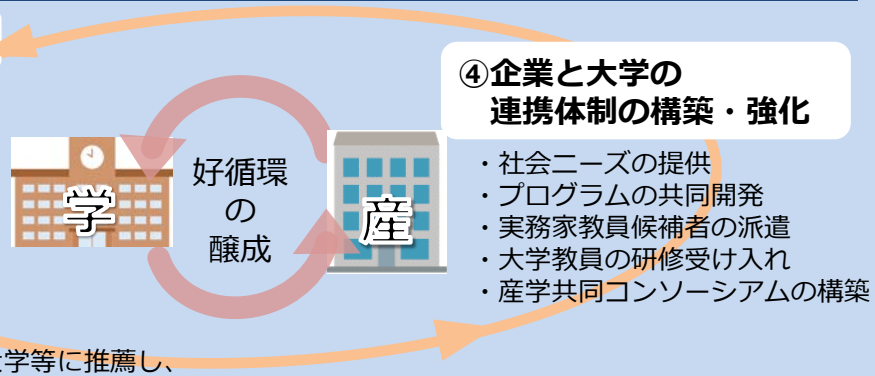 ④企業と大学の
連携体制の構築・強化
学
好循環
の
醸成
産
・社会ニーズの提供
・プログラムの共同開発
・実務家教員候補者の派遣
・大学教員の研修受け入れ
・産学共同コンソーシアムの構築
学等に推薦し、